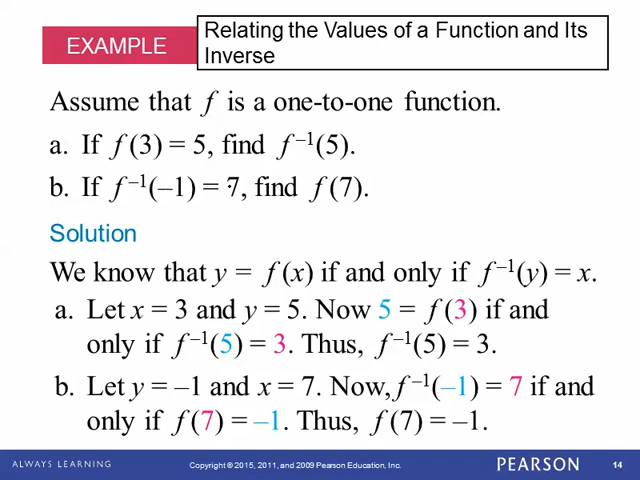 EXAMPLE
Relating the Values of a Function and Its
Inverse
Assume that f is a one-to-one function.
a. If f (3) = 5, find f ⁻¹(5).
b. If f ⁻¹(–1) = 7, find f (7).
Solution
We know that y = f (x) if and only if f ⁻¹(y) = x.
a. Let x = 3 and y = 5. Now 5 = f (3) if and
only if f ⁻¹(5) = 3. Thus, f ⁻¹(5) = 3.
b. Let y = –1 and x = 7. Now, f ⁻¹(–1) = 7 if and
only if f (7) = –1. Thus, f (7) = –1.
ALWAYS LEARNING
Copyright © 2015, 2011, and 2009 Pearson Education, Inc.
PEARSON
14